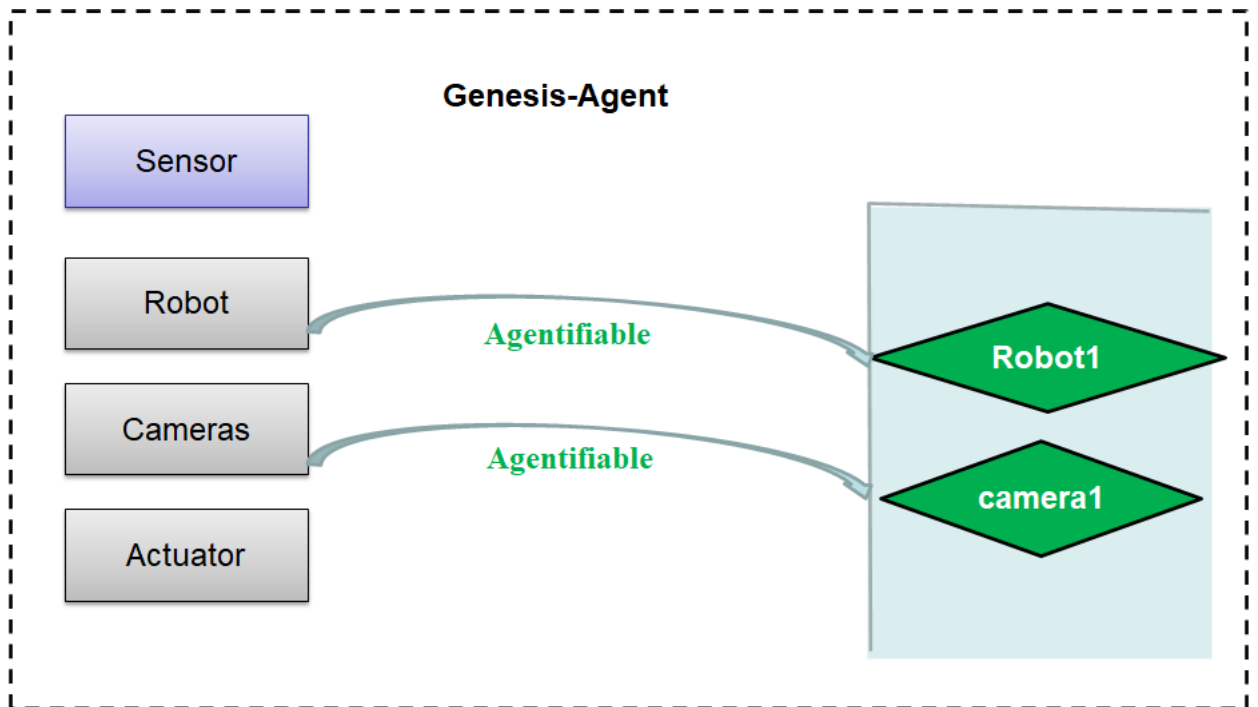 Genesis-Agent
Sensor
Robot
Agentifiable
Robot1
Cameras
Agentifiable
camera1
Actuator